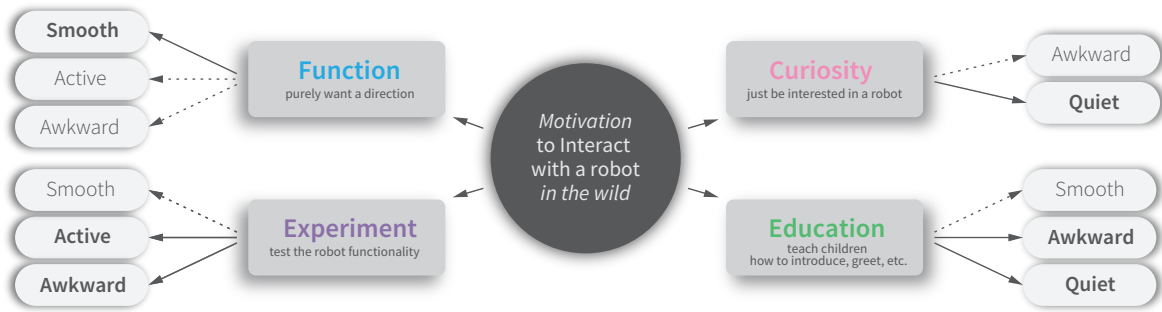 Smooth
Active
Awkward
Function
purely want a direction
Smooth
Active
Awkward
Experiment
test the robot functionality
Motivation
to Interact
with a robot
in the wild
Curiosity
just be interested in a robot
Awkward
Quiet
Education
teach children
how to introduce, greet, etc.
Smooth
Awkward
Quiet